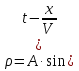 t − x/V
¿
ρ = A · sin ¿